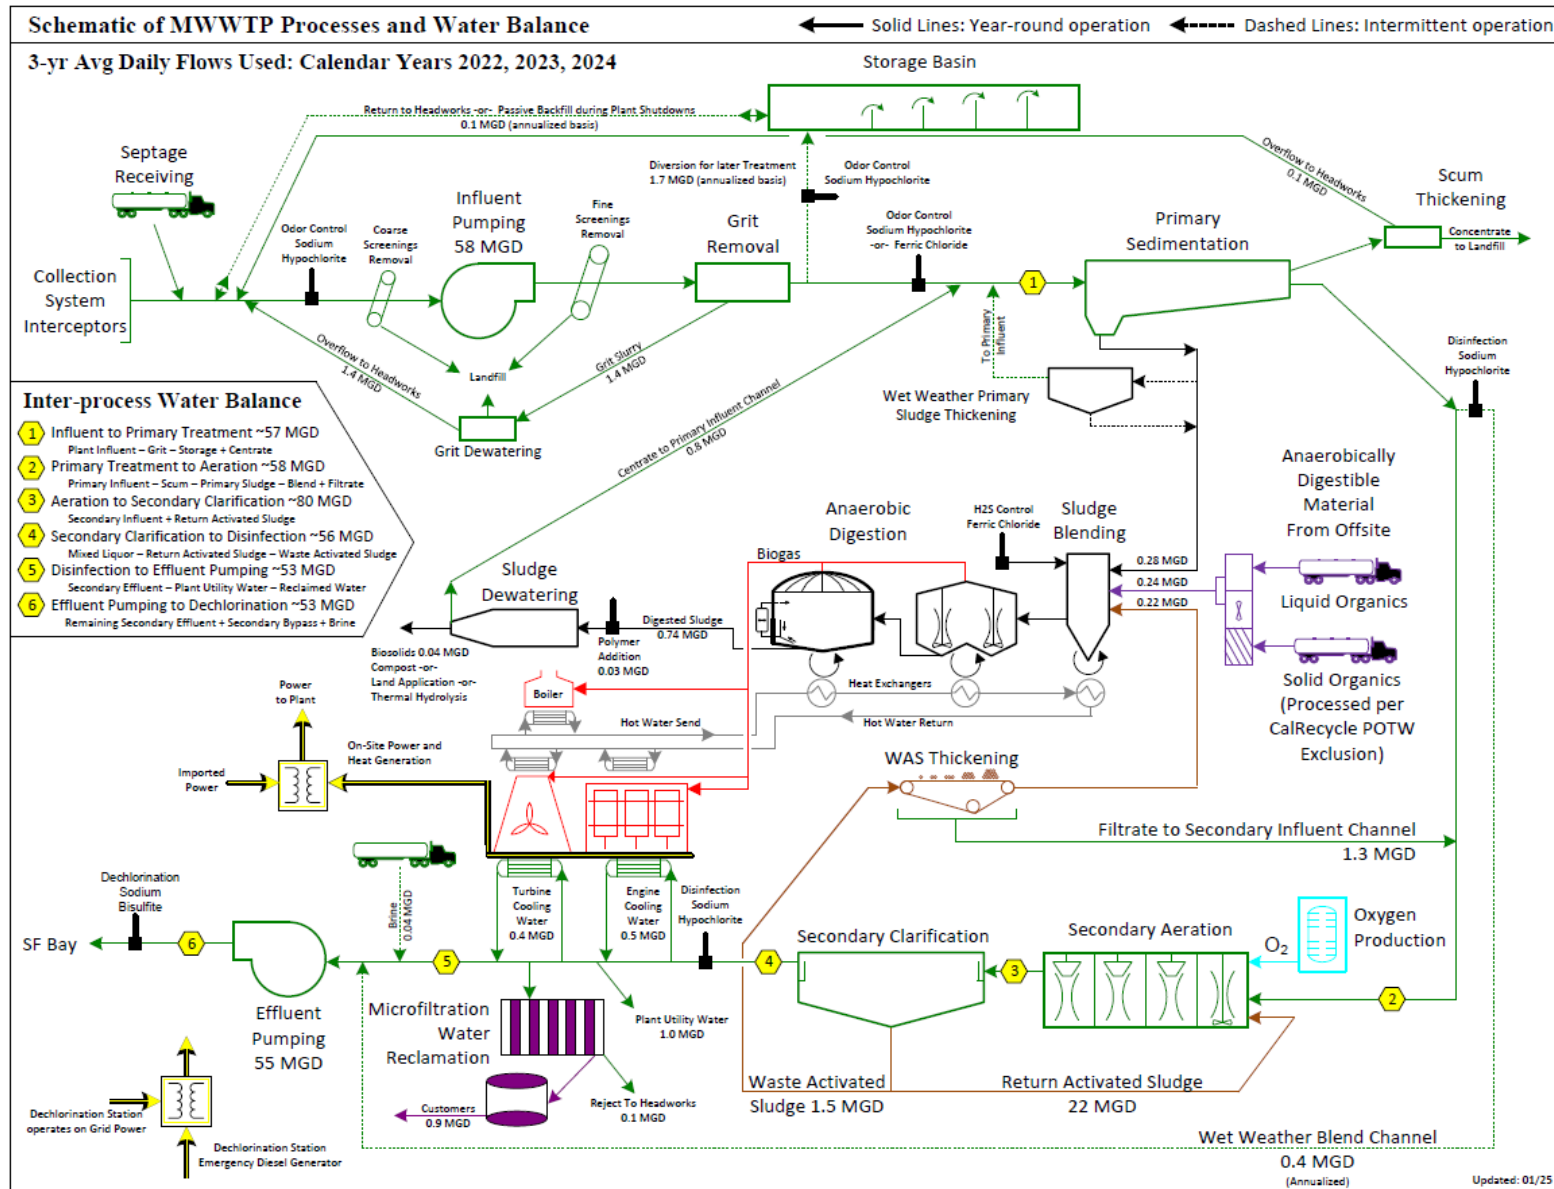 Schematic of MWWTP Processes and Water Balance
Solid Lines: Year-round operation
Dashed Lines: Intermittent operation
3-yr Avg Daily Flows Used: Calendar Years 2022, 2023, 2024
Storage Basin
Return to Headworks -or- Passive Backfill during Plant Shutdowns
0.1 MGD (annualized basis)
Septage
Receiving
Diversion for later Treatment
1.7 MGD (annualized basis)
Odor Control
Sodium Hypochlorite
Overflow to Headworks
0.1 MGD
Scum
Thickening
Concentrate
to Landfill
Influent
Pumping
58 MGD
Fine
Screenings
Removal
Grit
Removal
Odor Control
Sodium Hypochlorite
-or- Ferric Chloride
Primary
Sedimentation
Odor Control
Sodium
Hypochlorite
Coarse
Screenings
Removal
Collection
System
Interceptors
1
To Primary
Influent
Overflow to Headworks
1.4 MGD
Landfill
Grit Slurry
1.4 MGD
Grit Dewatering
Centrate to Primary Influent Channel
0.8 MGD
Wet Weather Primary
Sludge Thickening
Disinfection
Sodium
Hypochlorite
Inter-process Water Balance
1 Influent to Primary Treatment ~57 MGD
Plant Influent – Grit – Storage + Centrate
2 Primary Treatment to Aeration ~58 MGD
Primary Influent – Scum – Primary Sludge – Blend + Filtrate
3 Aeration to Secondary Clarification ~80 MGD
Secondary Influent + Return Activated Sludge
4 Secondary Clarification to Disinfection ~56 MGD
Mixed Liquor – Return Activated Sludge – Waste Activated Sludge
5 Disinfection to Effluent Pumping ~53 MGD
Secondary Effluent – Plant Utility Water – Reclaimed Water
6 Effluent Pumping to Dechlorination ~53 MGD
Remaining Secondary Effluent + Secondary Bypass + Brine
Anaerobically
Digestible
Material
From Offsite
Anaerobic
Digestion
H2S Control
Ferric Chloride
Sludge
Blending
Biogas
0.28 MGD
0.24 MGD
0.22 MGD
Liquid Organics
Solid Organics
(Processed per
CalRecycle POTW
Exclusion)
Sludge
Dewatering
Digested Sludge
0.74 MGD
Polymer
Addition
0.03 MGD
Biosolids 0.04 MGD
Compost -or-
Land Application -or-
Thermal Hydrolysis
Boiler
Heat Exchangers
Hot Water Send
Hot Water Return
Power
to Plant
On-Site Power and
Heat Generation
Imported
Power
WAS Thickening
Filtrate to Secondary Influent Channel
1.3 MGD
Dechlorination
Sodium
Bisulfite
Brine
0.04 MGD
Turbine
Cooling
Water
0.4 MGD
Engine
Cooling
Water
0.5 MGD
Disinfection
Sodium
Hypochlorite
Secondary Clarification
Secondary Aeration
O2
Oxygen
Production
SF Bay
6
5
4
3
2
Effluent
Pumping
55 MGD
Microfiltration
Water
Reclamation
Plant Utility Water
1.0 MGD
Customers
0.9 MGD
Reject To Headworks
0.1 MGD
Waste Activated
Sludge 1.5 MGD
Return Activated Sludge
22 MGD
Dechlorination Station
operates on Grid Power
Dechlorination Station
Emergency Diesel Generator
Wet Weather Blend Channel
0.4 MGD
(Annualized)
Updated: 01/25